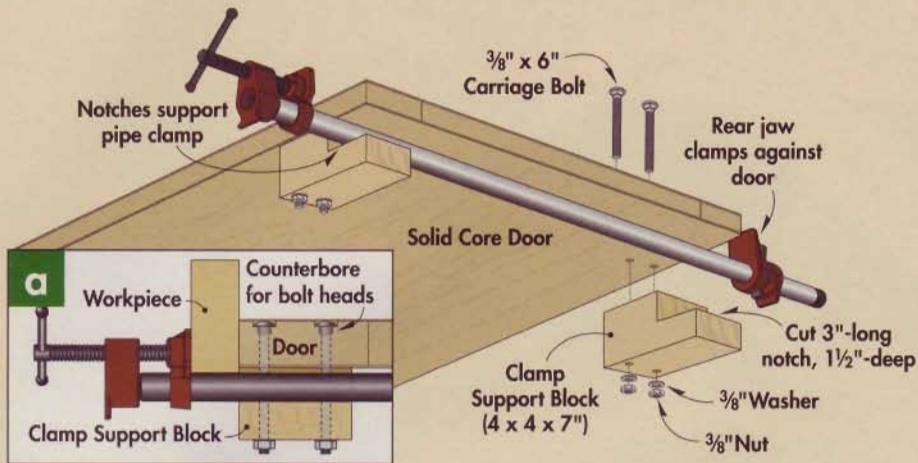 3/8" x 6"
Carriage Bolt
Notches support
pipe clamp
Rear jaw
clamps against
door
Solid Core Door
a
Workpiece
Counterbore
for bolt heads
Door
Clamp Support Block
Clamp
Support Block
(4 x 4 x 7")
Cut 3"-long
notch, 1½"-deep
3/8" Washer
3/8" Nut